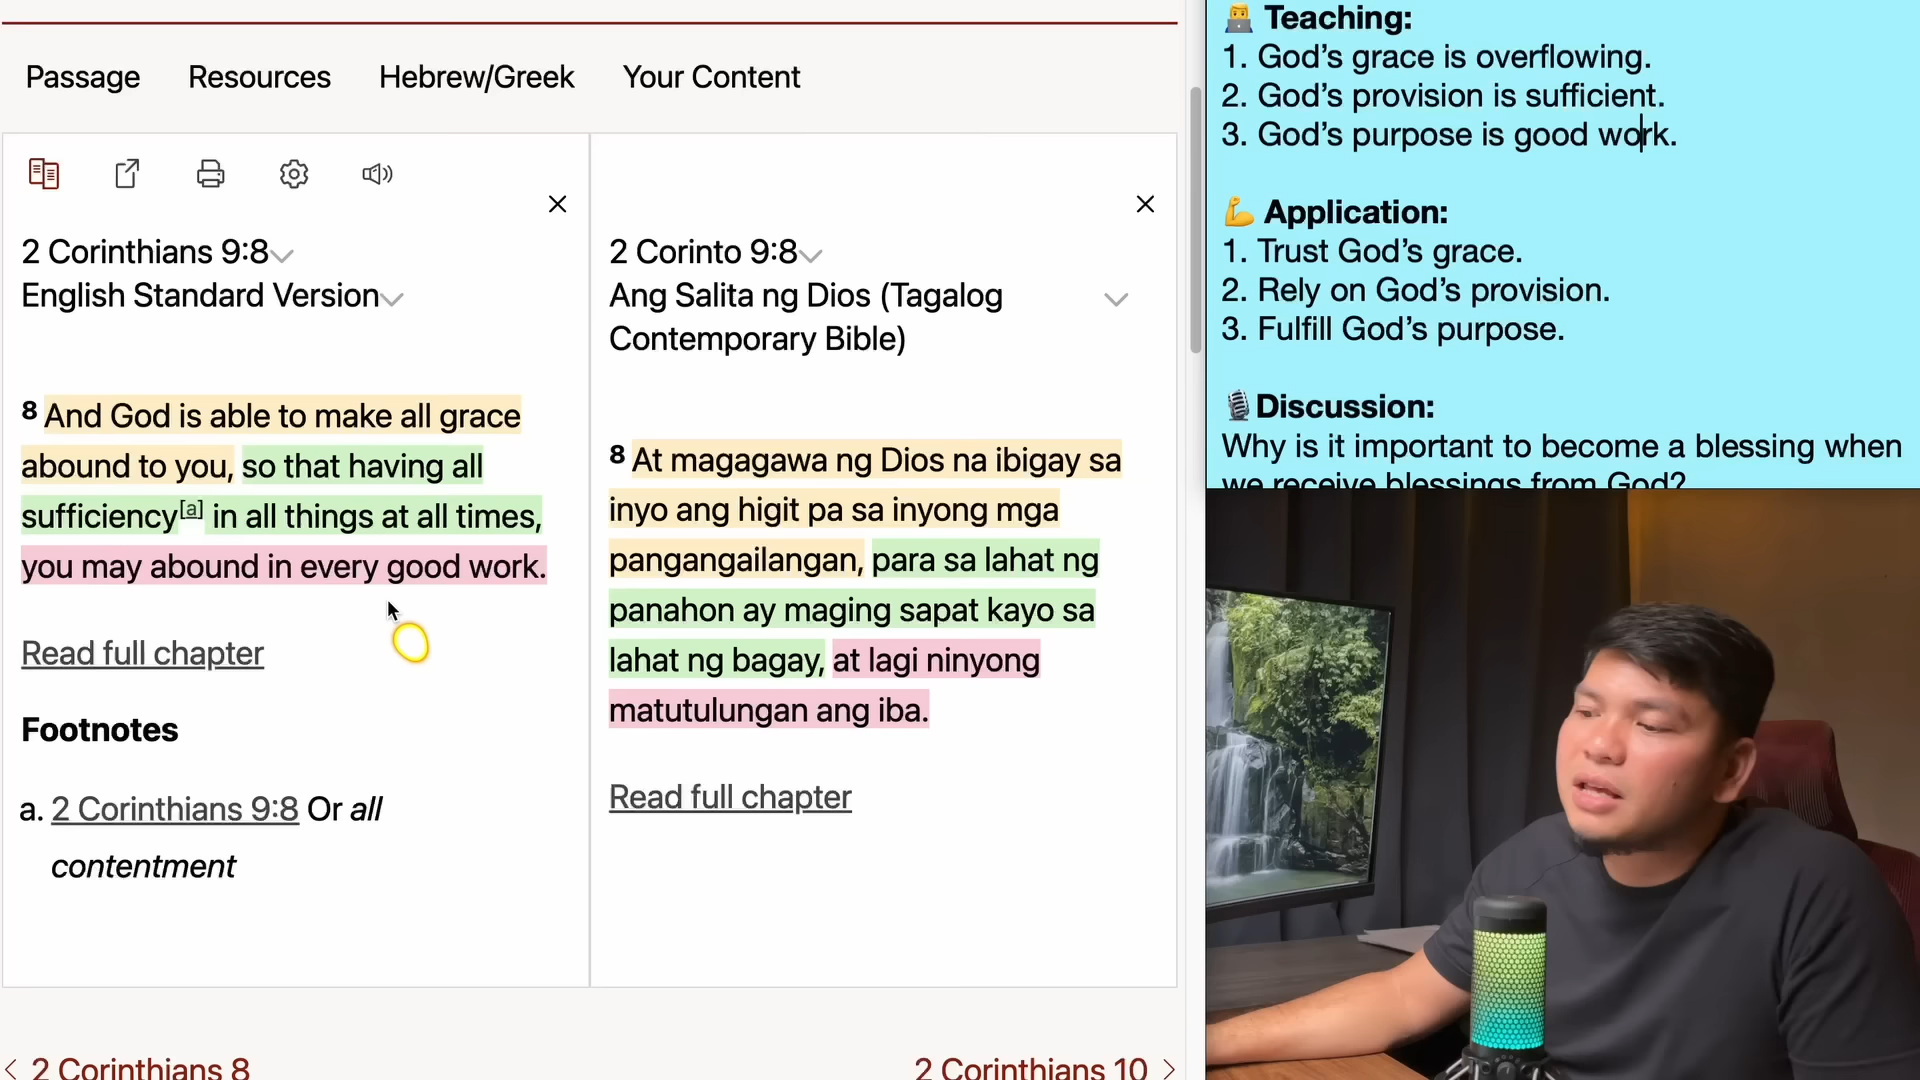 Passage
Resources
Hebrew/Greek
Your Content
2 Corinthians 9:8
English Standard Version
8 And God is able to make all grace
abound to you, so that having all
sufficiency[a] in all things at all times,
you may abound in every good work.
Read full chapter
Footnotes
a. 2 Corinthians 9:8 Or all
contentment
2 Corinto 9:8
Ang Salita ng Dios (Tagalog
Contemporary Bible)
8 At magagawa ng Dios na ibigay sa
inyo ang higit pa sa inyong mga
pangangailangan, para sa lahat ng
panahon ay maging sapat kayo sa
lahat ng bagay, at lagi ninyong
matutulungan ang iba.
Read full chapter
< 2 Corinthians 8
2 Corinthians 10 >
👨‍💻 Teaching:
1. God’s grace is overflowing.
2. God’s provision is sufficient.
3. God’s purpose is good work.
💪 Application:
1. Trust God’s grace.
2. Rely on God’s provision.
3. Fulfill God’s purpose.
🎙️Discussion:
Why is it important to become a blessing when
we receive blessings from God?